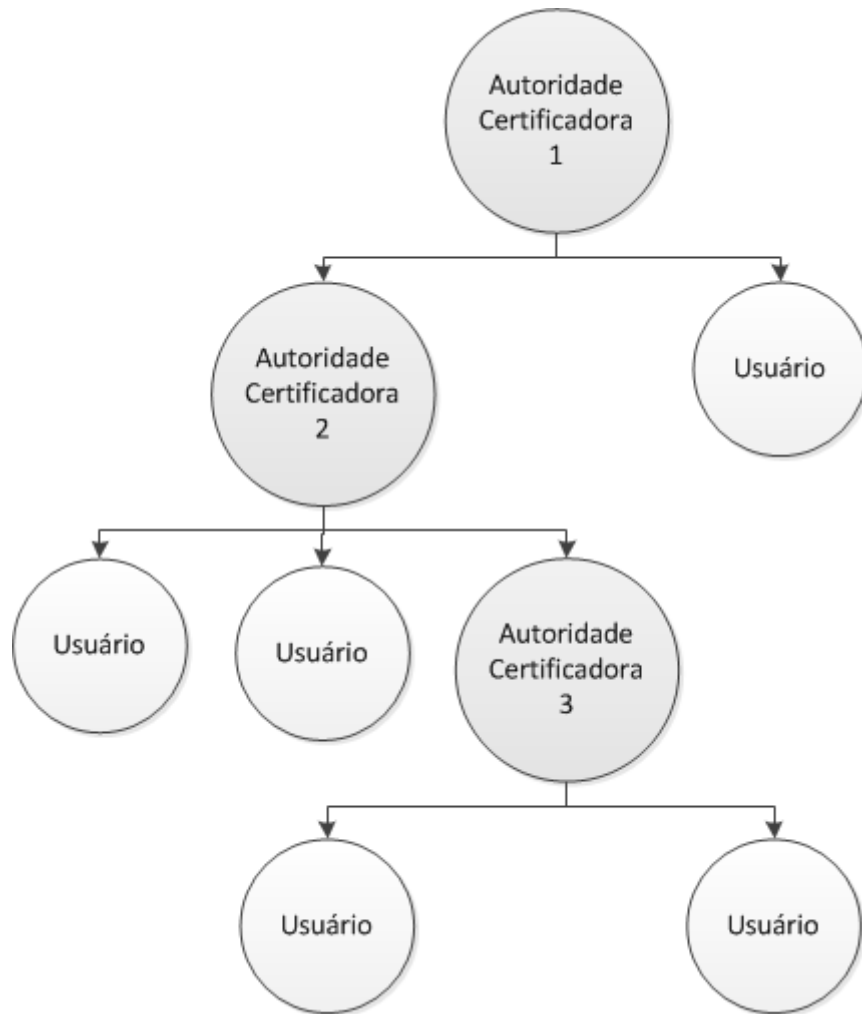 Autoridade
Certificadora
1
Autoridade
Certificadora
2
Usuário
Usuário
Usuário
Autoridade
Certificadora
3
Usuário
Usuário